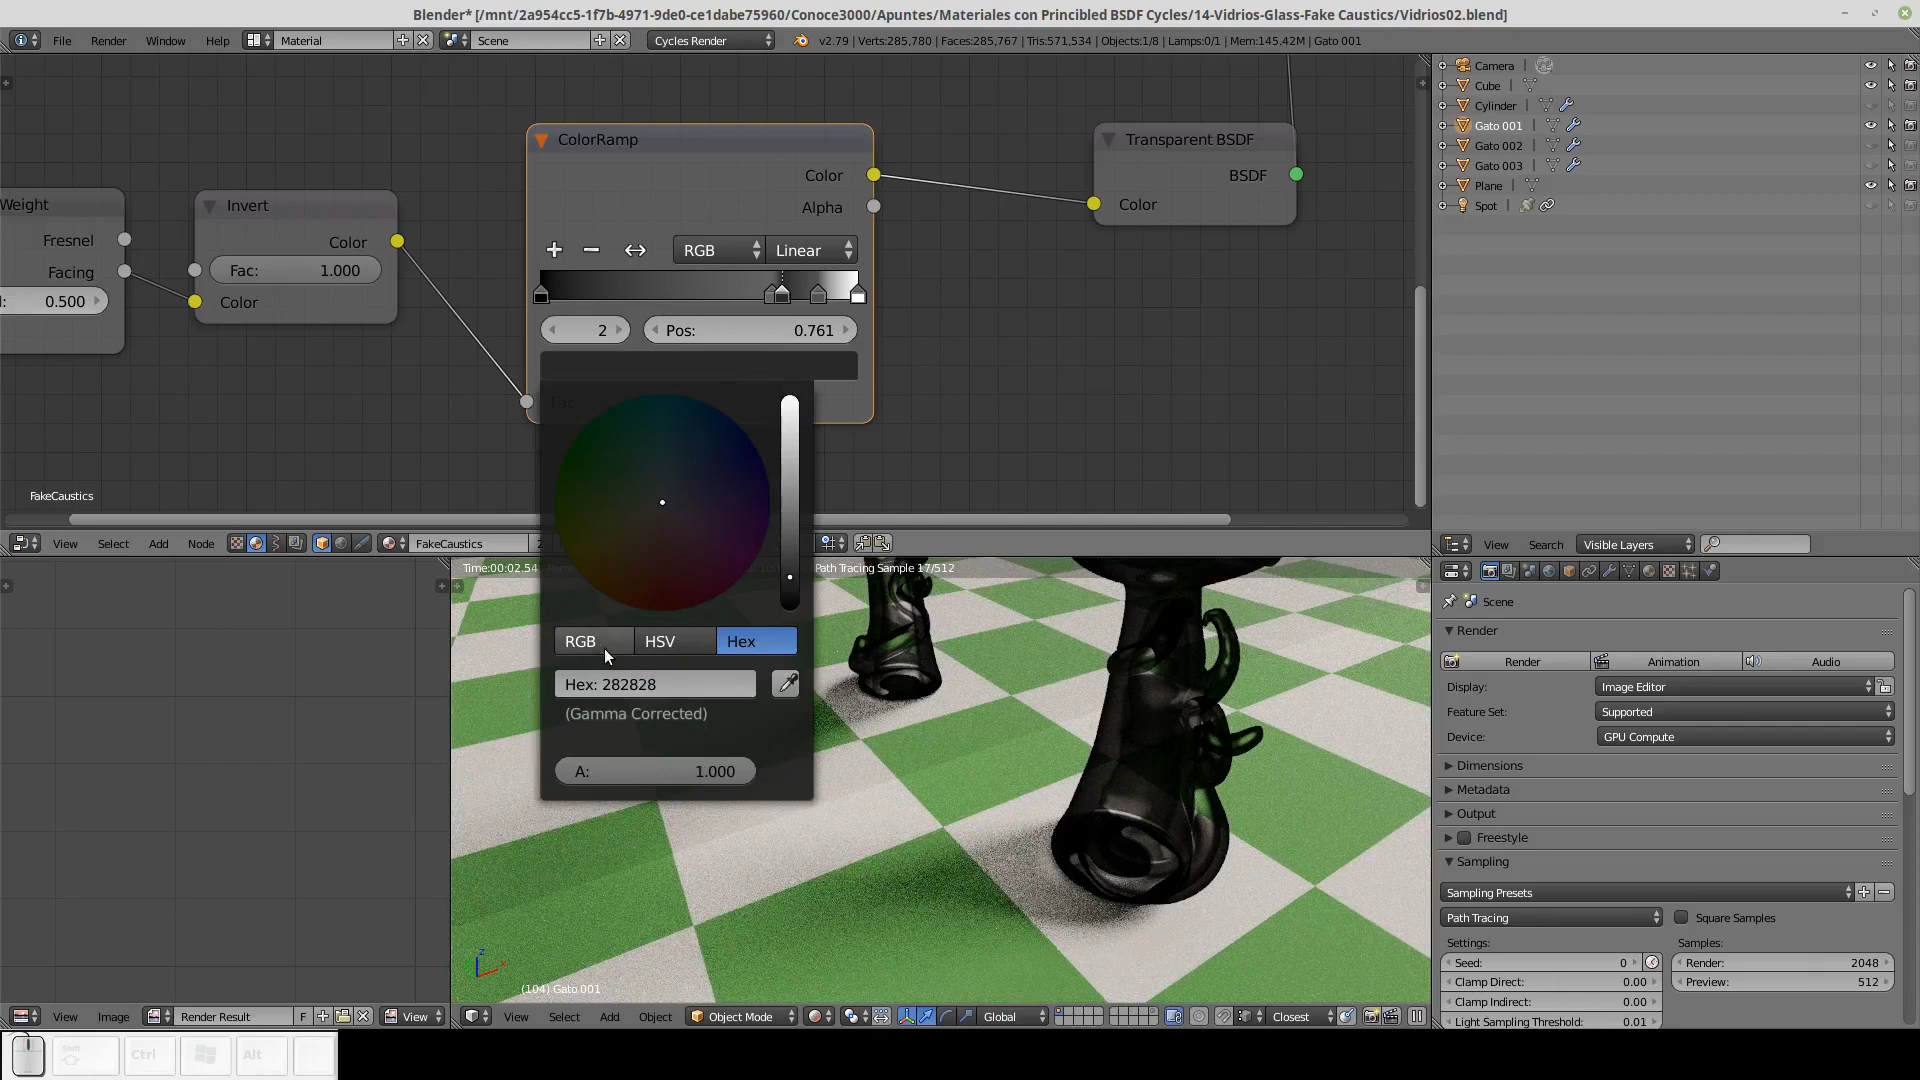 Blender* [/mnt/2a954cc5-1f7b-4971-9de0-ce1dabe75960/Conoce3000/Apuntes/Materiales con Princibled BSDF Cycles/14-Vidrios-Glass-Fake Caustics/Vidrios02.blend]
File Render Window Help Material Scene Cycles Render v2.79 | Verts:285,780 | Faces:285,767 | Tris:571,534 | Objects:1/8 | Lamps:0/1 | Mem:145.42M | Gato 001
Camera
Cube
Cylinder
Gato 001
Gato 002
Gato 003
Plane
Spot
Weight
Fresnel
Facing
0.500
Invert
Color
Fac: 1.000
Color
ColorRamp
Color
Alpha
RGB Linear
2 Pos: 0.761
Fac
Transparent BSDF
BSDF
Color
RGB HSV Hex
Hex: 282828
(Gamma Corrected)
A: 1.000
FakeCaustics
View Select Add Node FakeCaustics 2
View Search Visible Layers
Time:00:02.54 Path Tracing Sample 17/512
(104) Gato 001
Scene
Render
Render Animation Audio
Display: Image Editor
Feature Set: Supported
Device: GPU Compute
Dimensions
Metadata
Output
Freestyle
Sampling
Sampling Presets
Path Tracing Square Samples
Settings: Samples:
Seed: 0 Render: 2048
Clamp Direct: 0.00 Preview: 512
Clamp Indirect: 0.00
Light Sampling Threshold: 0.01
View Image Render Result F View
View Select Add Object Object Mode Global Closest
Shift Ctrl Alt